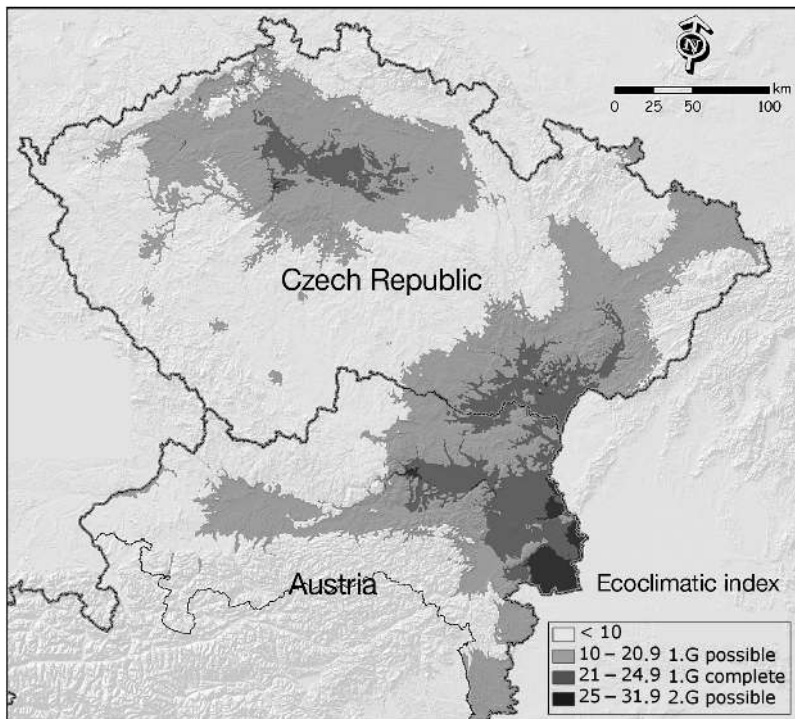 N
km
0 25 50 100
Czech Republic
Austria
Ecoclimatic index
< 10
10 – 20,9 1.G possible
21 – 24,9 1.G complete
25 – 31,9 2.G possible